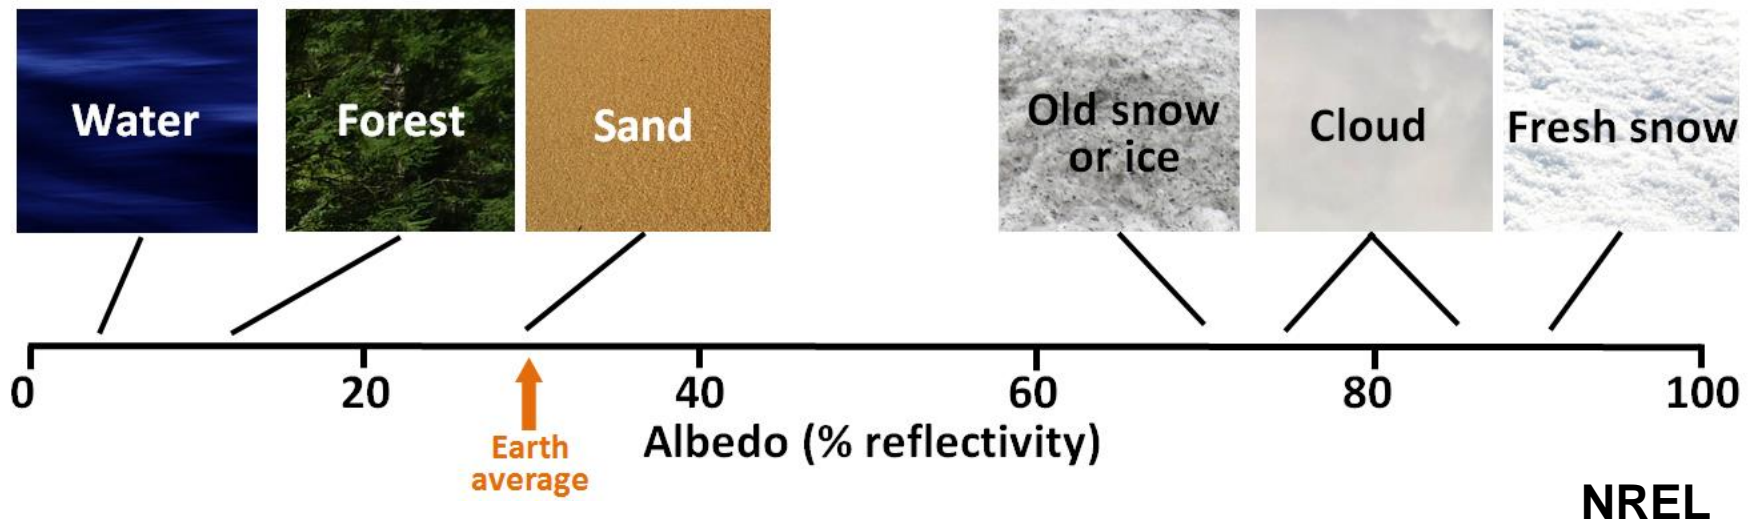 Water
Forest
Sand
Old snow
or ice
Cloud
Fresh snow
0
20
40
60
80
100
Earth
average
Albedo (% reflectivity)
NREL